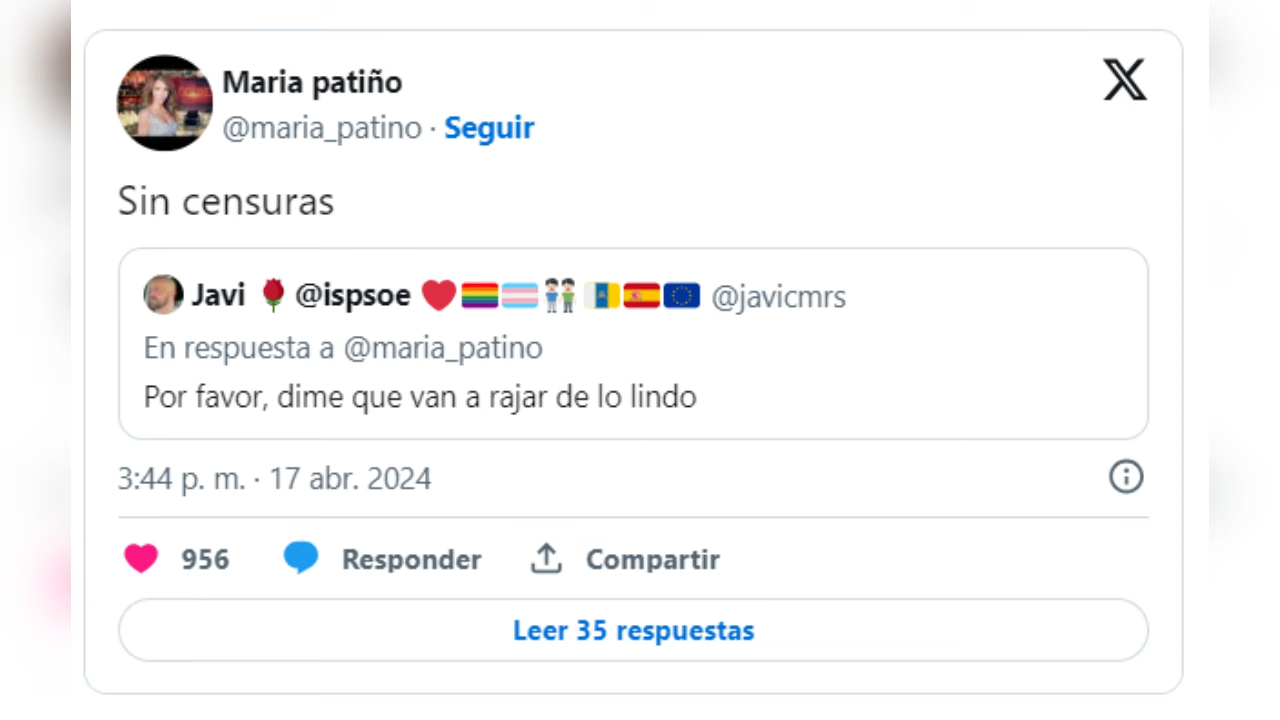 Maria patiño
@maria_patino · Seguir
Sin censuras
Javi 🌹 @ispsoe ❤️🏳️‍🌈🏳️‍⚧️👬🇮🇨🇪🇸🇪🇺 @javicmrs
En respuesta a @maria_patino
Por favor, dime que van a rajar de lo lindo
3:44 p. m. · 17 abr. 2024
956 Responder Compartir
Leer 35 respuestas